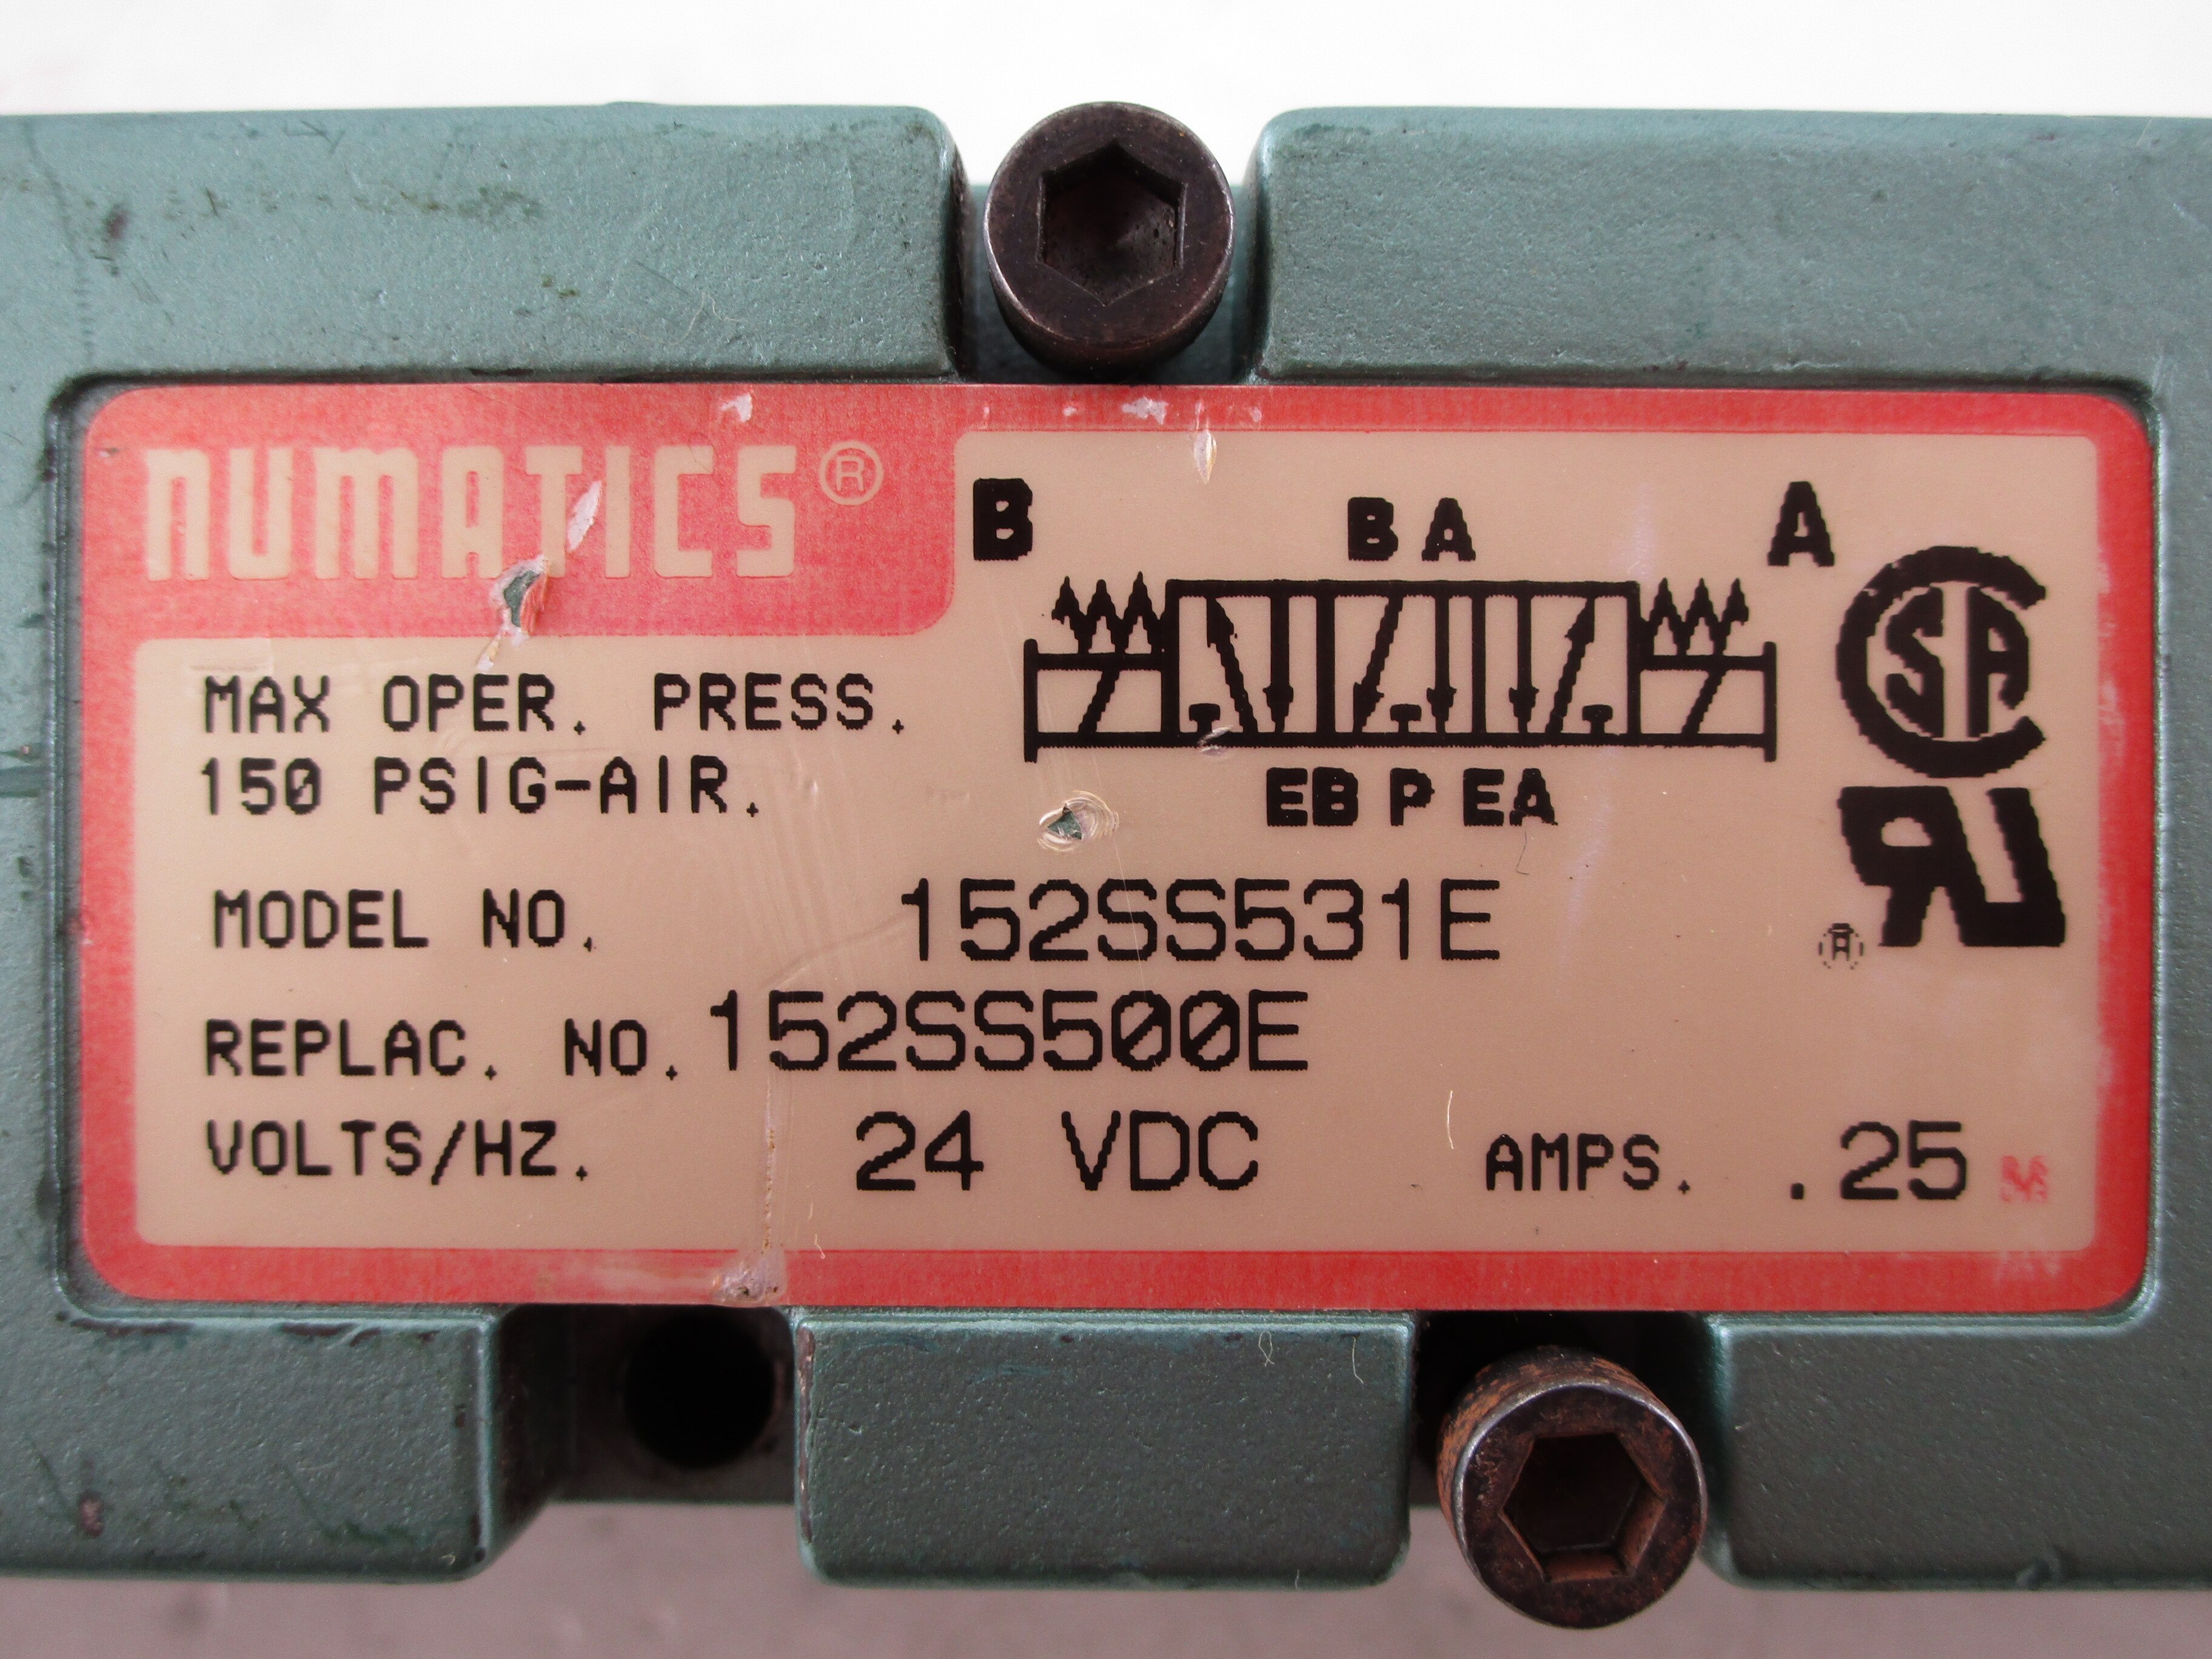 NUMATICS®
B BA A
EB P EA
MAX OPER. PRESS.
150 PSIG-AIR.
MODEL NO. 152SS531E
REPLAC. NO. 152SS500E
VOLTS/HZ. 24 VDC AMPS. .25